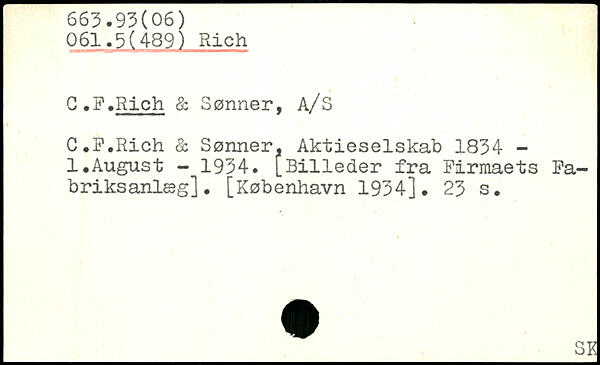 663.93(06)
061.5(489) Rich
C.F.Rich & Sønner, A/S
C.F.Rich & Sønner, Aktieselskab 1834 -
1.August - 1934. [Billeder fra Firmaets Fa-
briksanlæg]. [København 1934]. 23 s.
SK